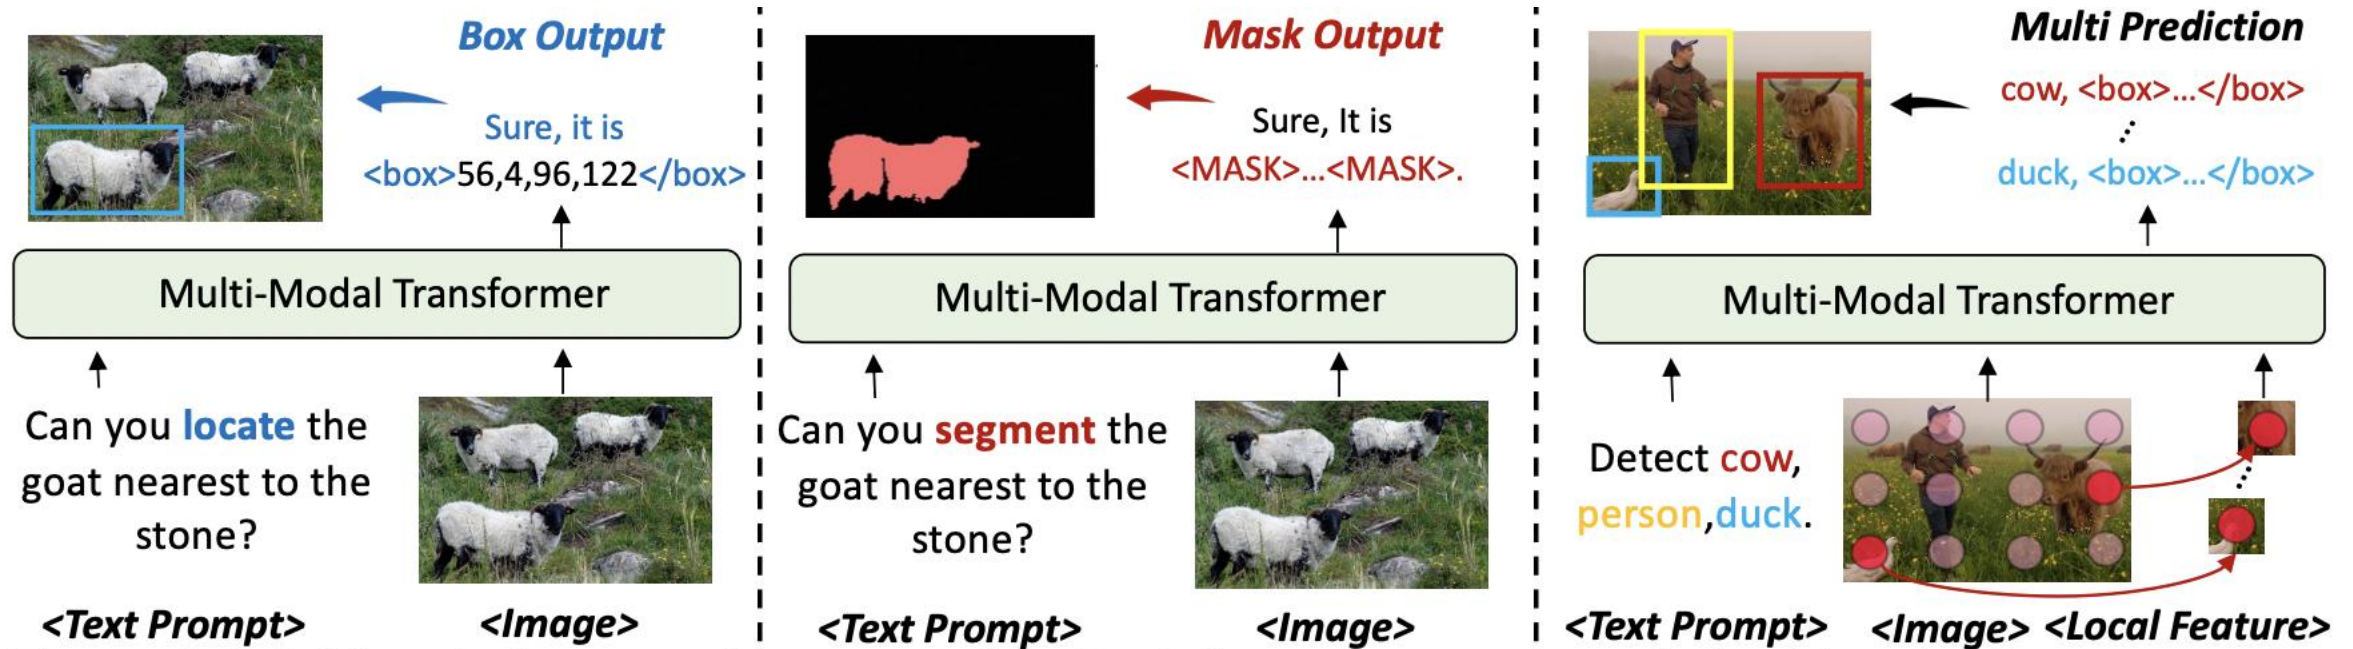 Box Output
Sure, it is
<box>56,4,96,122</box>
Multi-Modal Transformer
Can you locate the
goat nearest to the
stone?
<Text Prompt>
<Image>
Mask Output
Sure, It is
<MASK>...<MASK>.
Multi-Modal Transformer
Can you segment the
goat nearest to the
stone?
<Text Prompt>
<Image>
Multi Prediction
cow, <box>...</box>
duck, <box>...</box>
Multi-Modal Transformer
Detect cow,
person,duck.
<Text Prompt>
<Image>
<Local Feature>